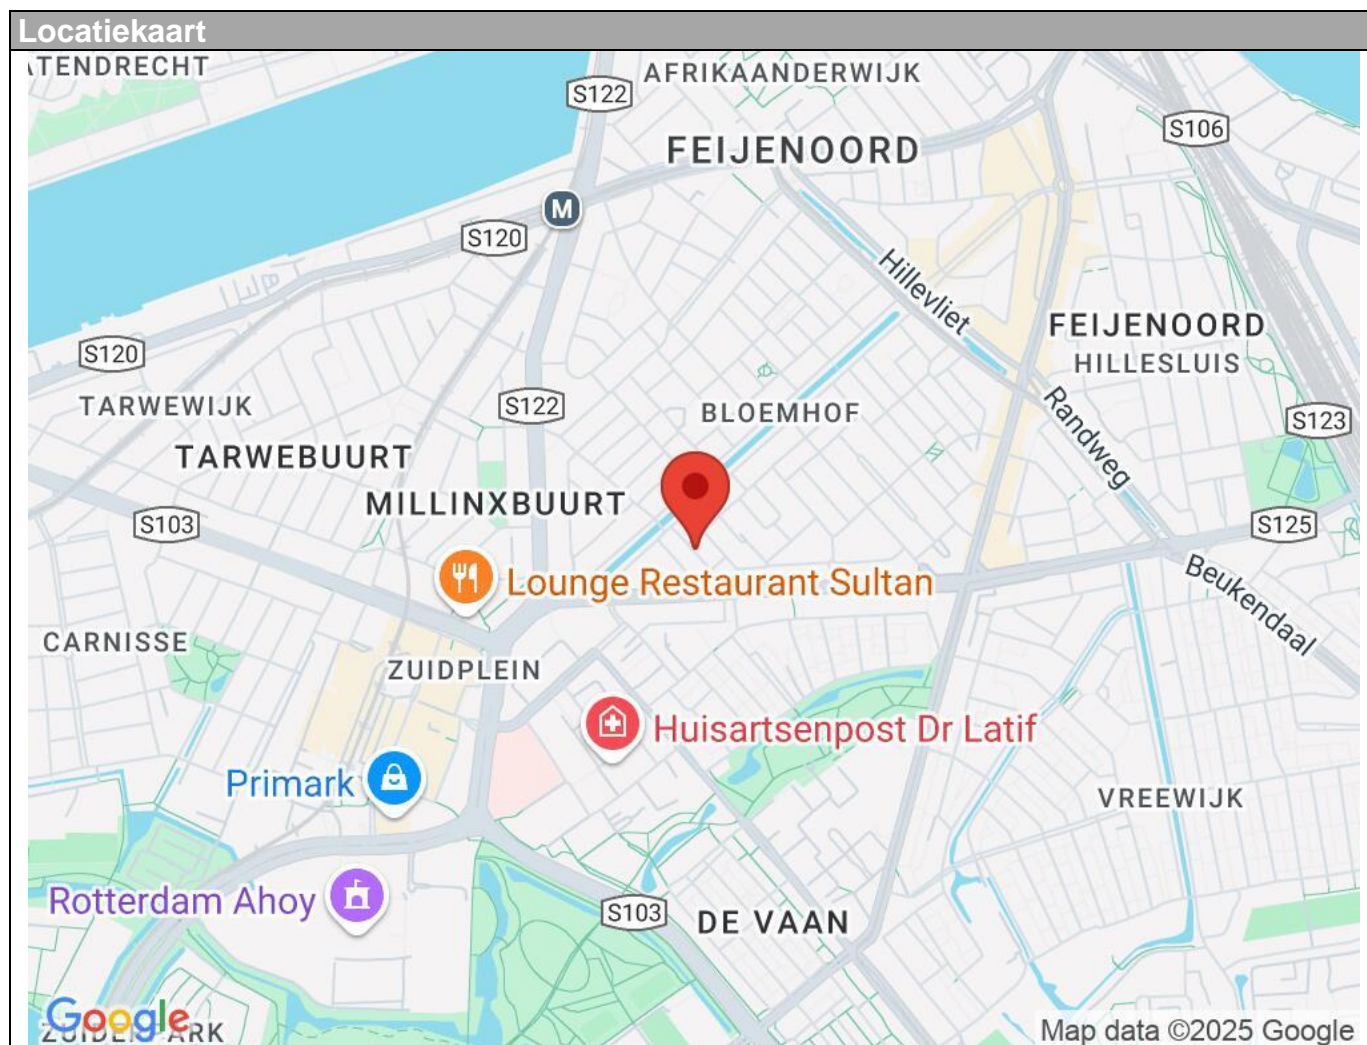 Locatiekaart
ATENDRECHT
AFRIKAANDERWIJK
S122
S106
FEIJENOORD
M
S120
Hillevliet
FEIJENOORD
HILLESLUIS
S120
TARWEWIJK
S122
BLOEMHOF
Randweg
S123
TARWEBUURT
MILLINXBUURT
S103
S125
Lounge Restaurant Sultan
Beukendaal
CARNISSE
ZUIDPLEIN
Huisartsenpost Dr Latif
Primark
VREEWIJK
Rotterdam Ahoy
S103
DE VAAN
Google
ZUIDERPARK
Map data ©2025 Google